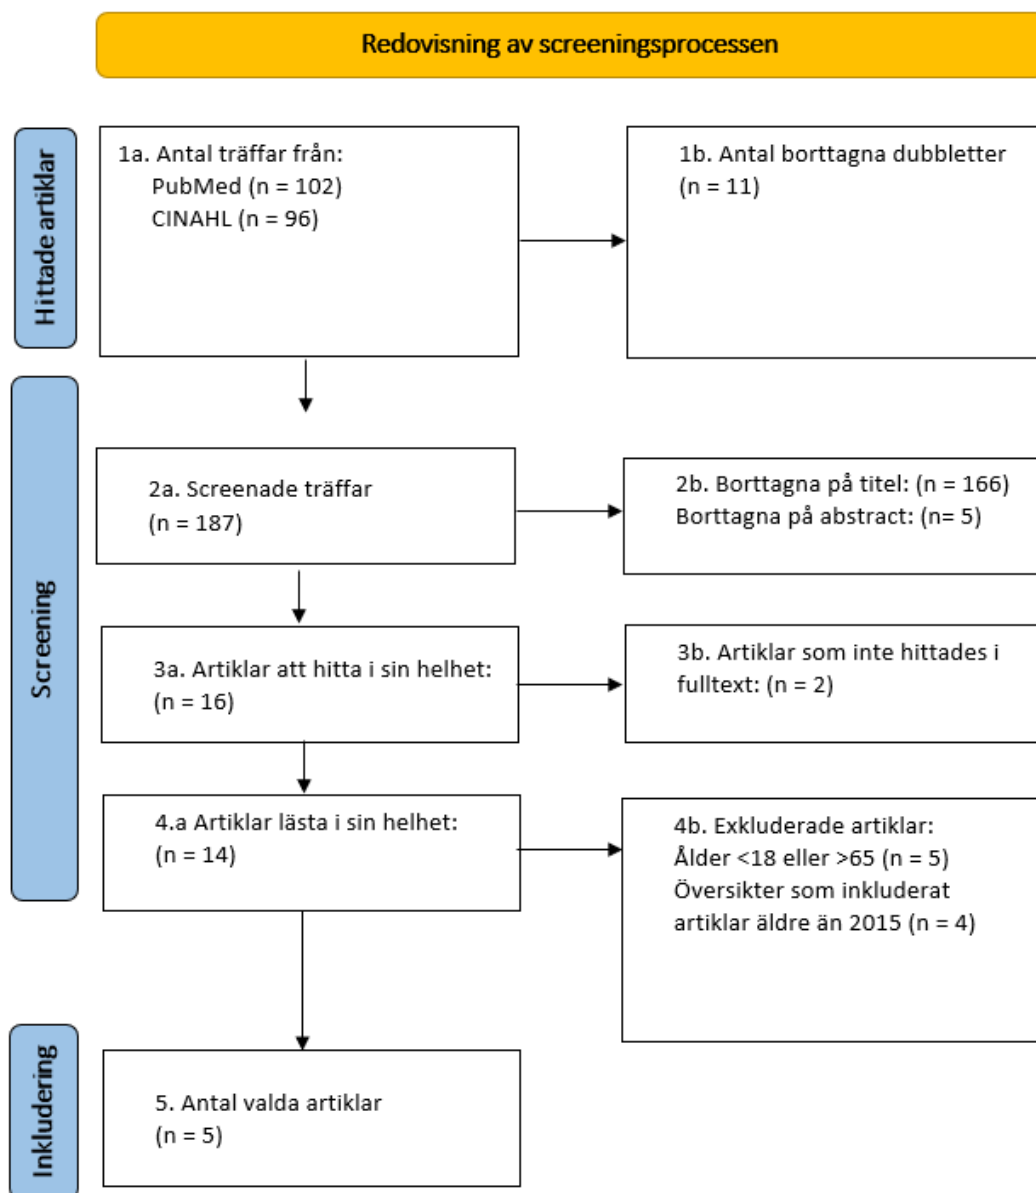 Redovisning av screeningsprocessen
Hittade artiklar
1a. Antal träffar från:
PubMed (n = 102)
CINAHL (n = 96)
1b. Antal borttagna dubbletter
(n = 11)
Screening
2a. Screenade träffar
(n = 187)
2b. Borttagna på titel: (n = 166)
Borttagna på abstract: (n= 5)
3a. Artiklar att hitta i sin helhet:
(n = 16)
3b. Artiklar som inte hittades i
fulltext: (n = 2)
4.a Artiklar lästa i sin helhet:
(n = 14)
4b. Exkluderade artiklar:
Ålder <18 eller >65 (n = 5)
Översikter som inkluderat
artiklar äldre än 2015 (n = 4)
Inkludering
5. Antal valda artiklar
(n = 5)